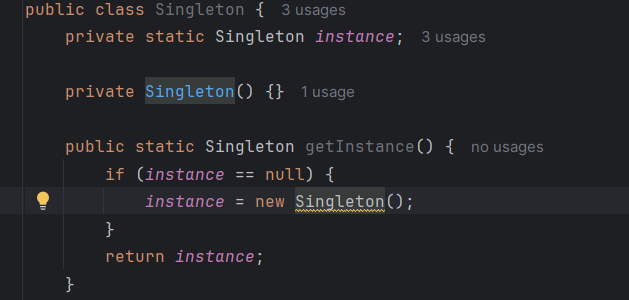 public class Singleton { 3 usages
private static Singleton instance; 3 usages
private Singleton() {} 1 usage
public static Singleton getInstance() { no usages
if (instance == null) {
instance = new Singleton();
}
return instance;
}